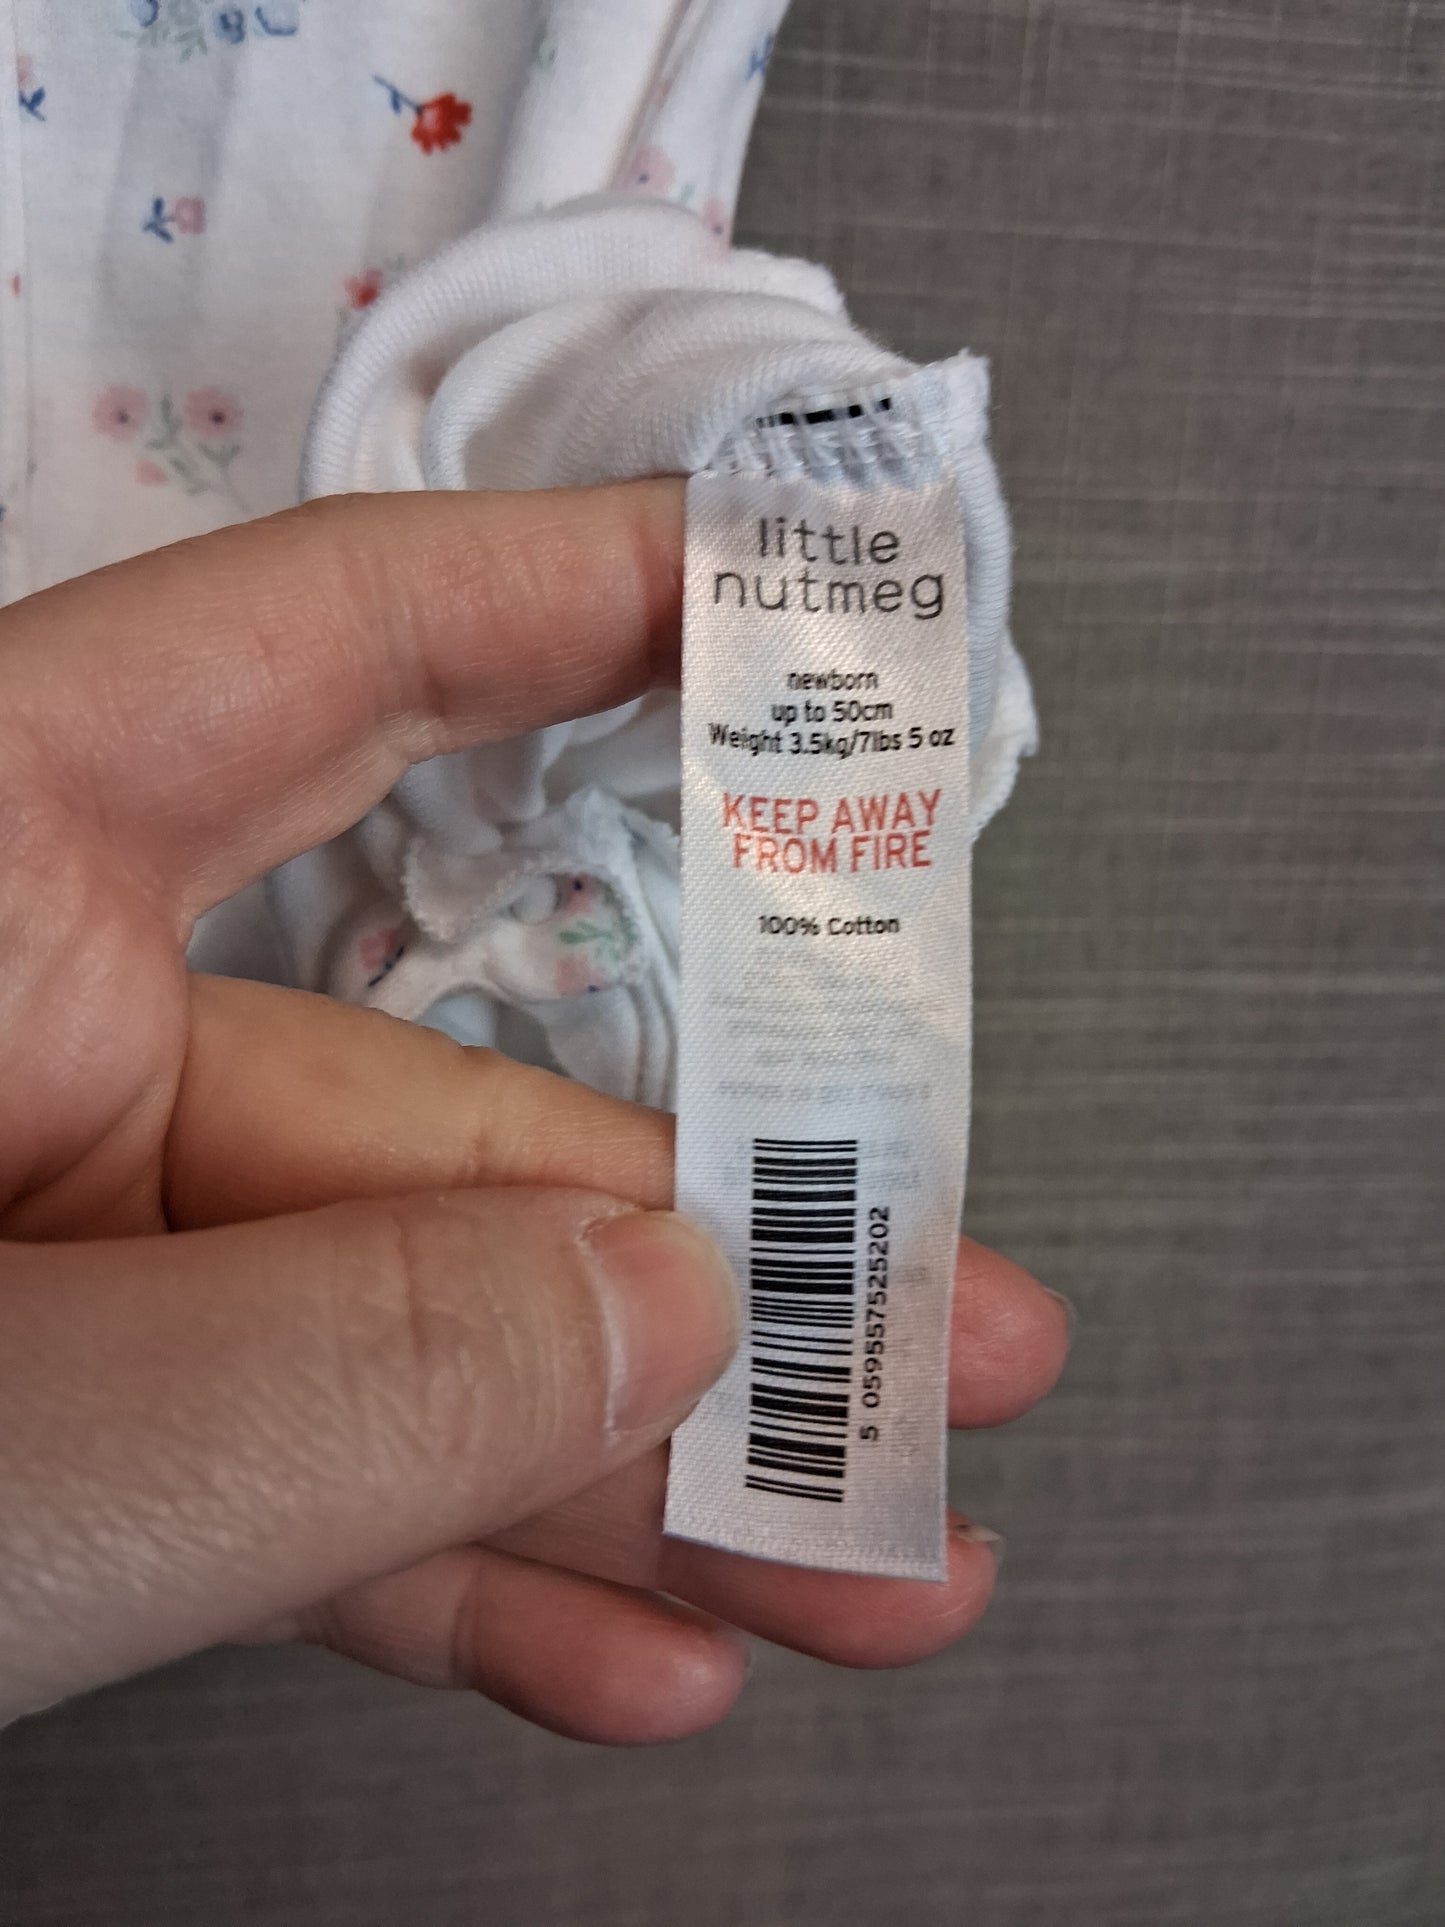 little
nutmeg
newborn
up to 50cm
Weight 3.5kg/7lbs 5 oz
KEEP AWAY
FROM FIRE
100% Cotton
5 059557525202